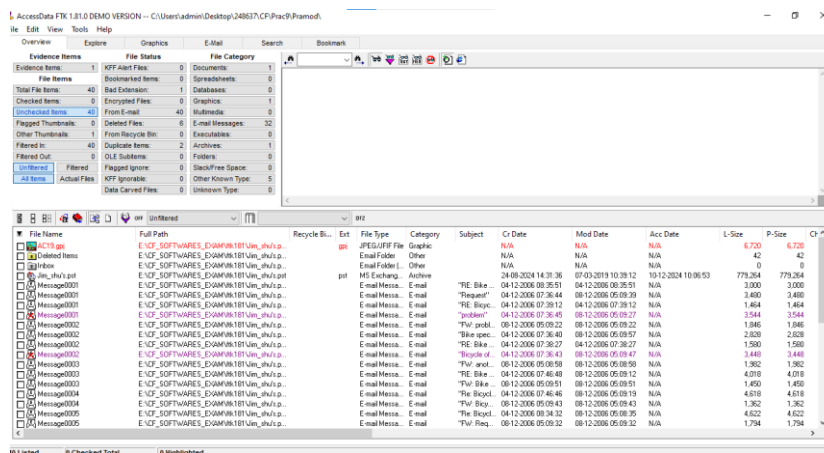 AccessData FTK 1.81.0 DEMO VERSION -- C:\Users\admin\Desktop\248637\CF\Prac9\Pramod\
ile Edit View Tools Help
Overview Explore Graphics E-Mail Search Bookmark
Evidence Items File Status File Category
Evidence Items: 1 KFF Alert Files: 0 Documents: 1
File Items Bookmarked Items: 0 Spreadsheets: 0
Total File Items: 40 Bad Extension: 1 Databases: 0
Checked Items: 0 Encrypted Files: 0 Graphics: 1
Unchecked Items: 40 From E-mail: 40 Multimedia: 0
Flagged Thumbnails: 0 Deleted Files: 6 E-mail Messages: 32
Other Thumbnails: 1 From Recycle Bin: 0 Executables: 0
Filtered In: 40 Duplicate Items: 2 Archives: 1
Filtered Out: 0 OLE Subitems: 0 Folders: 0
Unfiltered Filtered Flagged Ignore: 0 Slack/Free Space: 0
All Items Actual Files KFF Ignorable: 0 Other Known Type: 5
Data Carved Files: 0 Unknown Type: 0
OFF Unfiltered DTZ
File Name Full Path Recycle Bi... Ext File Type Category Subject Cr Date Mod Date Acc Date L-Size P-Size
AC19.gpj E:\CF_SOFTWARES_EXAM\ftk181\Jim_shu's.p... gpj JPEG/JFIF File Graphic N/A N/A N/A 6,720 6,720
Deleted Items E:\CF_SOFTWARES_EXAM\ftk181\Jim_shu's.p... Email Folder Other N/A N/A N/A 42 42
Inbox E:\CF_SOFTWARES_EXAM\ftk181\Jim_shu's.p... Email Folder (... Other N/A N/A N/A 0 0
Jim_shu's.pst E:\CF_SOFTWARES_EXAM\ftk181\Jim_shu's.pst pst MS Exchang... Archive 24-08-2024 14:31:36 07-03-2019 10:39:12 10-12-2024 10:06:53 779,264 779,264
Message0001 E:\CF_SOFTWARES_EXAM\ftk181\Jim_shu's.p... E-mail Messa... E-mail "RE: Bike ... 04-12-2006 08:35:51 04-12-2006 08:35:51 N/A 3,000 3,000
Message0001 E:\CF_SOFTWARES_EXAM\ftk181\Jim_shu's.p... E-mail Messa... E-mail "Request" 04-12-2006 07:36:44 08-12-2006 05:09:39 N/A 3,480 3,480
Message0001 E:\CF_SOFTWARES_EXAM\ftk181\Jim_shu's.p... E-mail Messa... E-mail "RE: Bicyc... 04-12-2006 07:39:12 04-12-2006 07:39:12 N/A 1,464 1,464
Message0001 E:\CF_SOFTWARES_EXAM\ftk181\Jim_shu's.p... E-mail Messa... E-mail "problem" 04-12-2006 07:36:45 08-12-2006 05:09:27 N/A 3,544 3,544
Message0002 E:\CF_SOFTWARES_EXAM\ftk181\Jim_shu's.p... E-mail Messa... E-mail "FW: probl... 08-12-2006 05:09:22 08-12-2006 05:09:22 N/A 1,846 1,846
Message0002 E:\CF_SOFTWARES_EXAM\ftk181\Jim_shu's.p... E-mail Messa... E-mail "Bike spec... 04-12-2006 07:36:40 08-12-2006 05:09:57 N/A 2,828 2,828
Message0002 E:\CF_SOFTWARES_EXAM\ftk181\Jim_shu's.p... E-mail Messa... E-mail "RE: Bike ... 04-12-2006 07:38:27 04-12-2006 07:38:27 N/A 1,580 1,580
Message0002 E:\CF_SOFTWARES_EXAM\ftk181\Jim_shu's.p... E-mail Messa... E-mail "Bicycle of... 04-12-2006 07:36:43 08-12-2006 05:09:47 N/A 3,448 3,448
Message0003 E:\CF_SOFTWARES_EXAM\ftk181\Jim_shu's.p... E-mail Messa... E-mail "FW: anot... 08-12-2006 05:08:58 08-12-2006 05:08:58 N/A 1,982 1,982
Message0003 E:\CF_SOFTWARES_EXAM\ftk181\Jim_shu's.p... E-mail Messa... E-mail "RE: Bike ... 04-12-2006 07:46:48 08-12-2006 05:09:12 N/A 4,018 4,018
Message0003 E:\CF_SOFTWARES_EXAM\ftk181\Jim_shu's.p... E-mail Messa... E-mail "FW: Bike ... 08-12-2006 05:09:51 08-12-2006 05:09:51 N/A 1,450 1,450
Message0004 E:\CF_SOFTWARES_EXAM\ftk181\Jim_shu's.p... E-mail Messa... E-mail "Re: Bicycl... 04-12-2006 07:46:46 08-12-2006 05:09:19 N/A 4,618 4,618
Message0004 E:\CF_SOFTWARES_EXAM\ftk181\Jim_shu's.p... E-mail Messa... E-mail "FW: Bicy... 08-12-2006 05:09:43 08-12-2006 05:09:43 N/A 1,362 1,362
Message0005 E:\CF_SOFTWARES_EXAM\ftk181\Jim_shu's.p... E-mail Messa... E-mail "Re: Bicycl... 08-12-2006 08:34:32 08-12-2006 05:08:35 N/A 4,622 4,622
Message0005 E:\CF_SOFTWARES_EXAM\ftk181\Jim_shu's.p... E-mail Messa... E-mail "FW: Req... 08-12-2006 05:09:32 08-12-2006 05:09:32 N/A 1,794 1,794
Listed 0 Checked Total 0 Highlighted